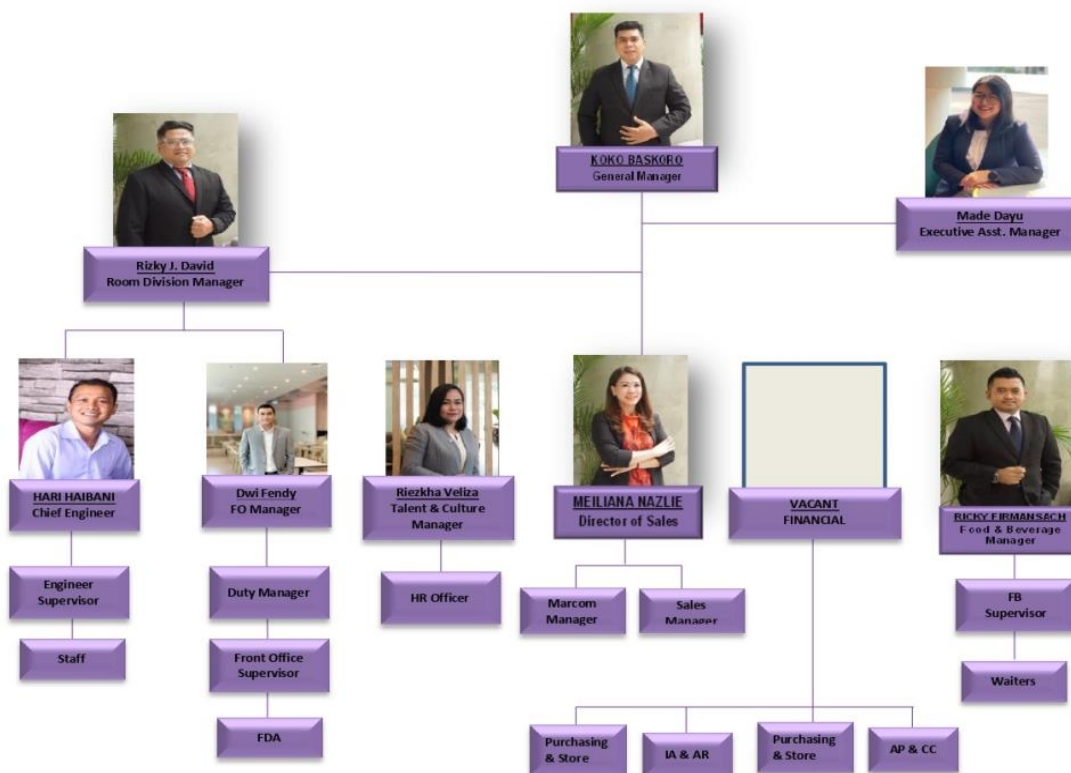 KOKO BASKORO
General Manager
Made Dayu
Executive Asst. Manager
Rizky J. David
Room Division Manager
HARI HAIBANI
Chief Engineer
Dwi Fendy
FO Manager
Riezkha Veliza
Talent & Culture
Manager
MEILIANA NAZLIE
Director of Sales
VACANT
FINANCIAL
RICKY FIRMANSACH
Food & Beverage
Manager
Engineer
Supervisor
Duty Manager
HR Officer
Marcom
Manager
Sales
Manager
FB
Supervisor
Staff
Front Office
Supervisor
Waiters
FDA
Purchasing
& Store
IA & AR
Purchasing
& Store
AP & CC